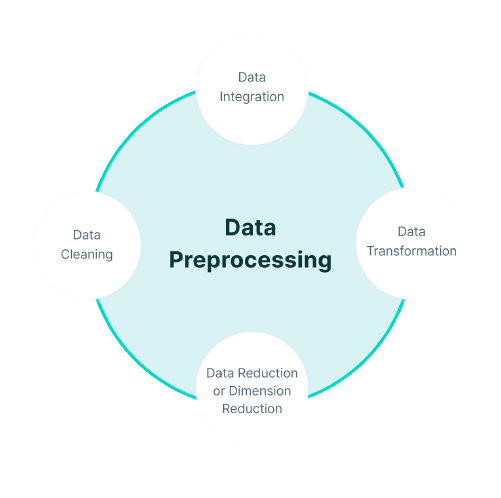 Data
Integration
Data
Cleaning
Data
Preprocessing
Data
Transformation
Data Reduction
or Dimension
Reduction